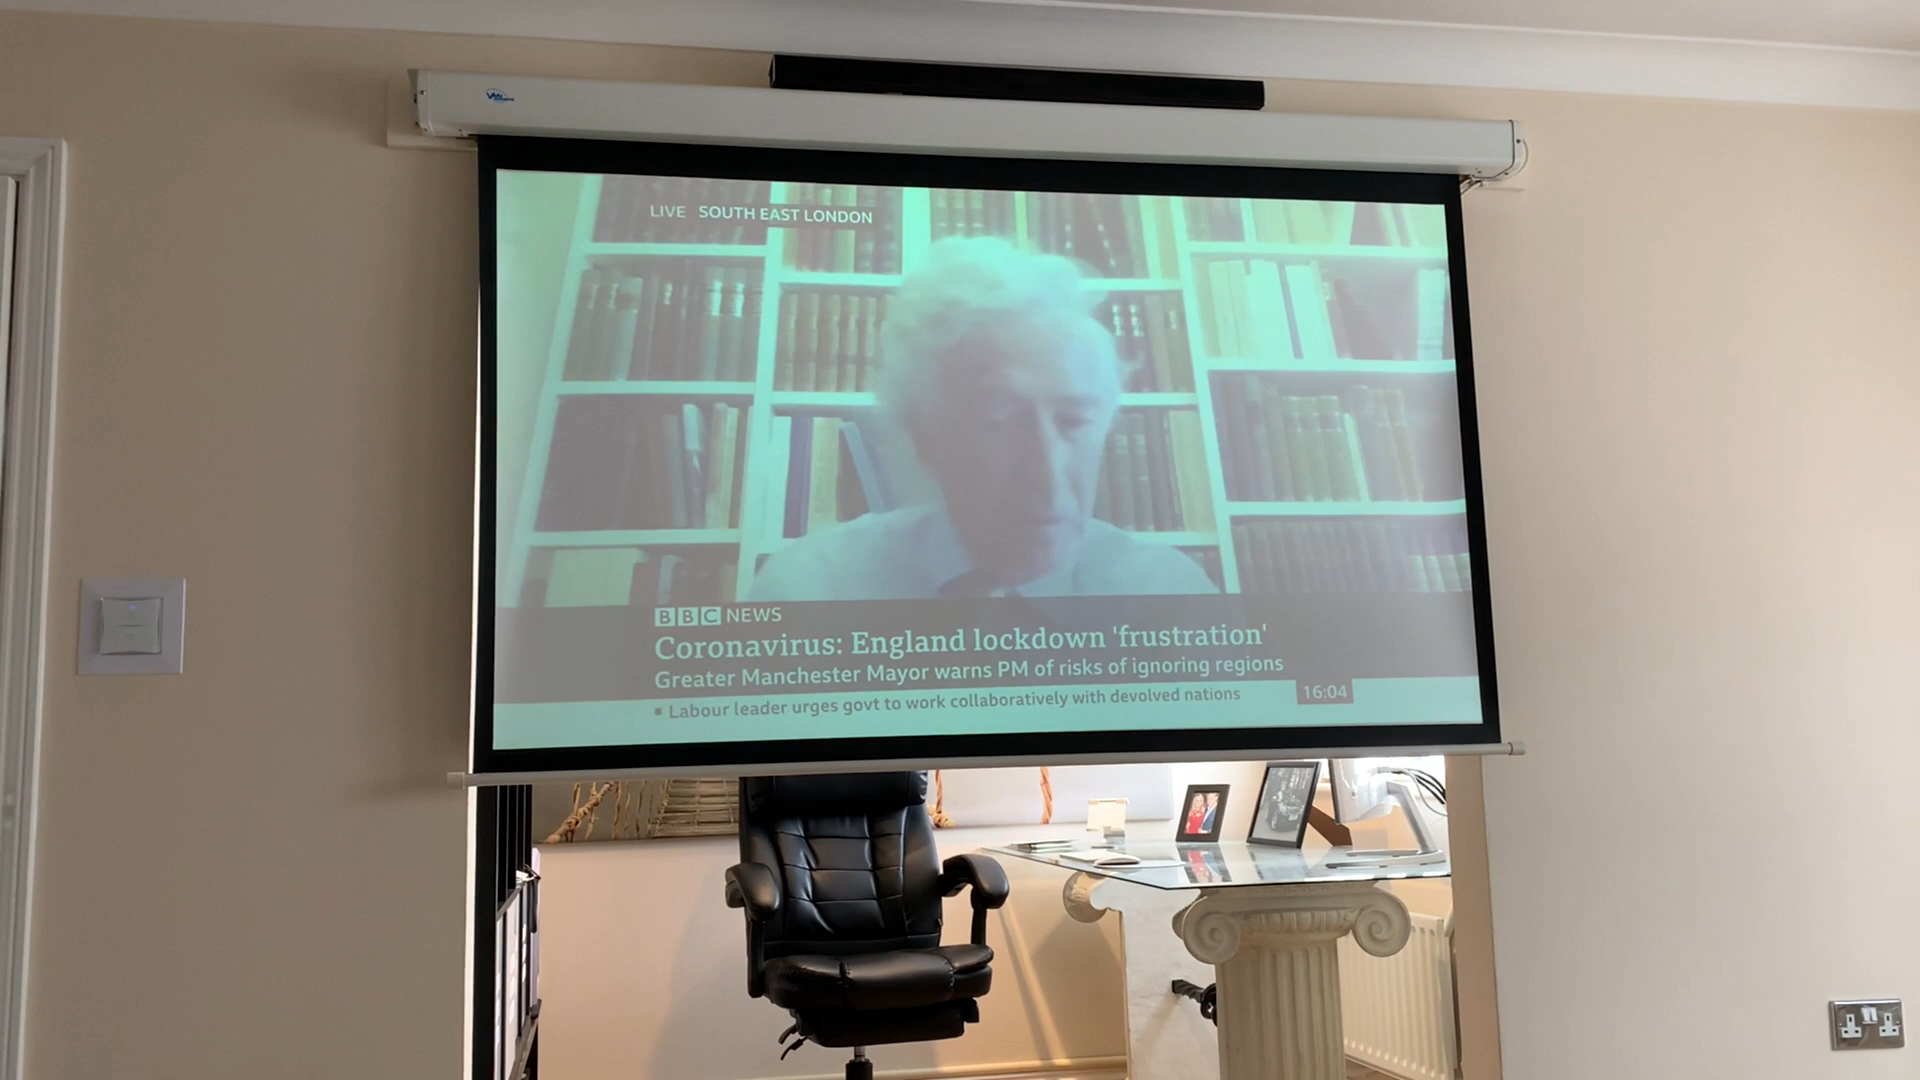 LIVE SOUTH EAST LONDON
BBC NEWS
Coronavirus: England lockdown 'frustration'
Greater Manchester Mayor warns PM of risks of ignoring regions
▪ Labour leader urges govt to work collaboratively with devolved nations
16:04